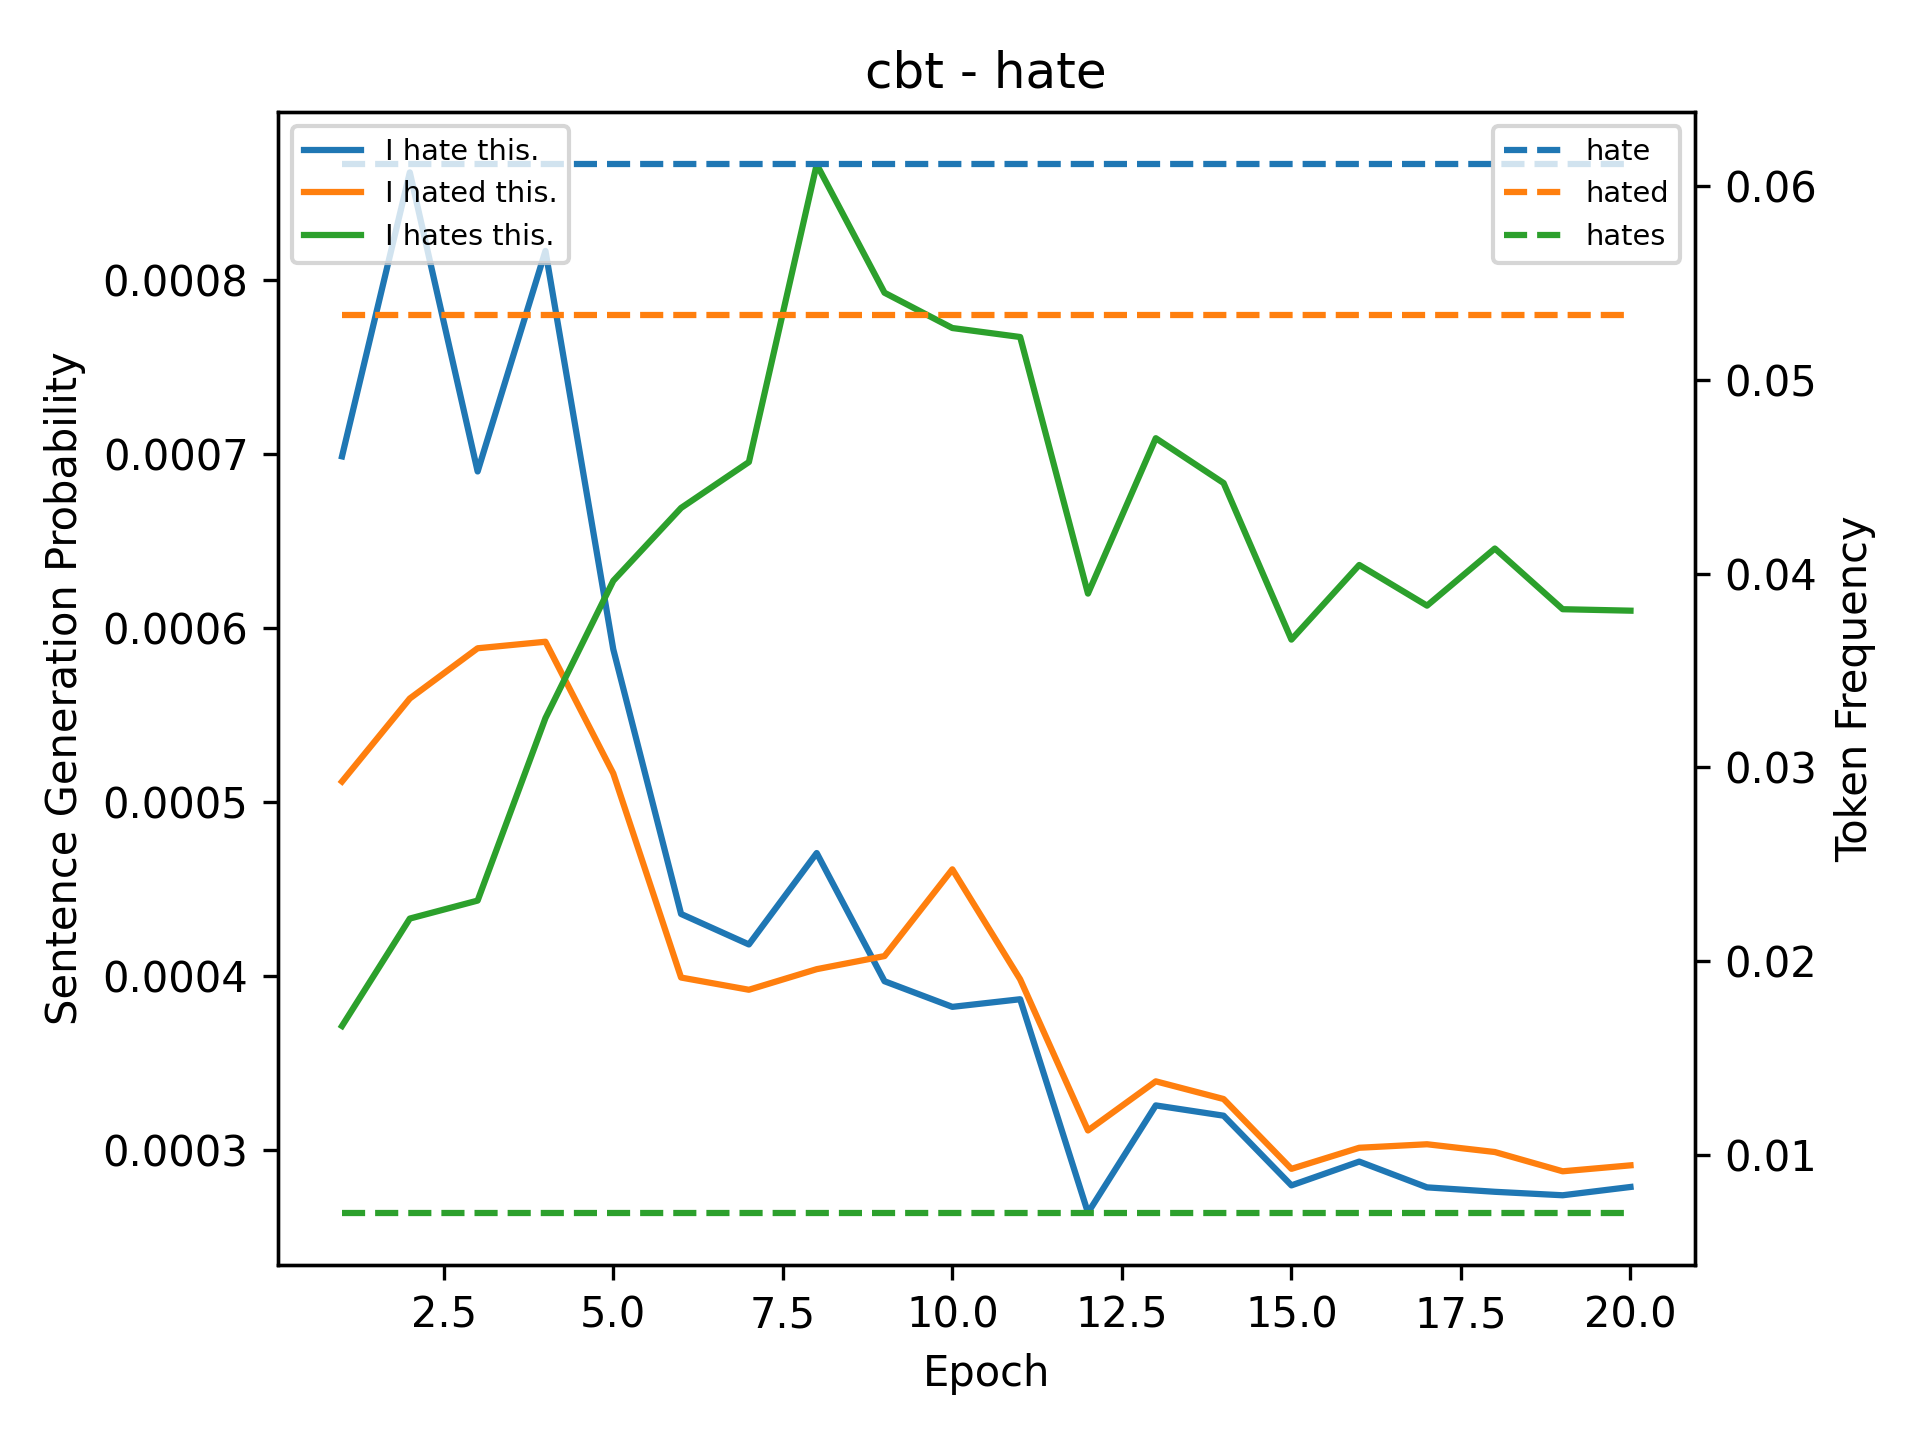 cbt - hate
I hate this.
I hated this.
I hates this.
hate
hated
hates
0.0008
0.0007
0.0006
0.0005
0.0004
0.0003
Sentence Generation Probability
0.06
0.05
0.04
0.03
0.02
0.01
Token Frequency
2.5 5.0 7.5 10.0 12.5 15.0 17.5 20.0
Epoch